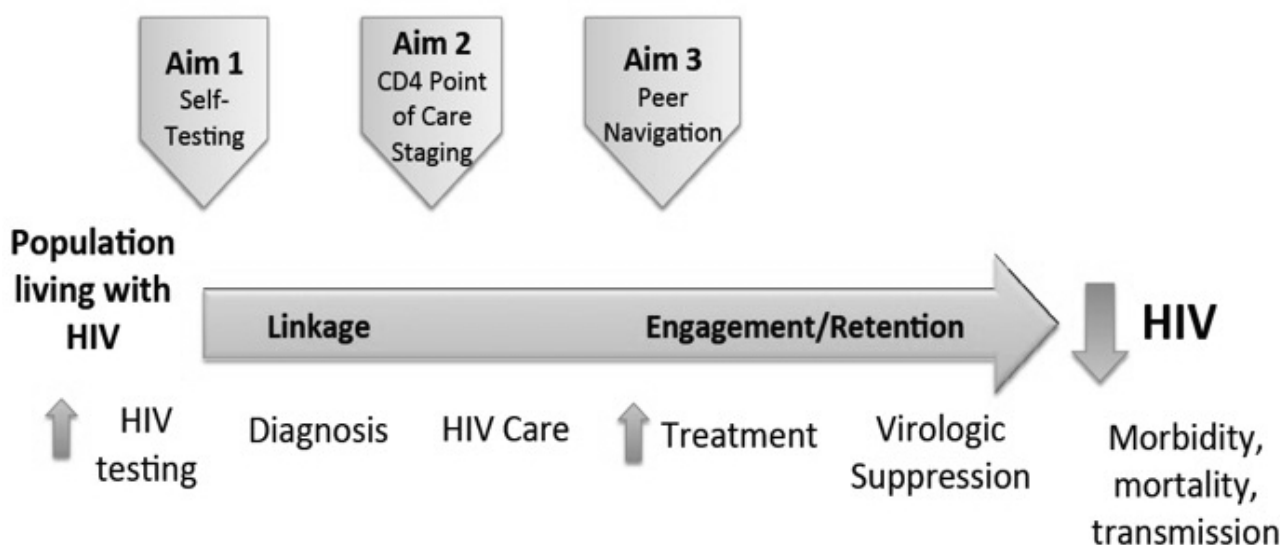 Aim 1
Self-
Testing
Aim 2
CD4 Point
of Care
Staging
Aim 3
Peer
Navigation
Population
living with
HIV
Linkage
Engagement/Retention
HIV
HIV
testing
Diagnosis
HIV Care
Treatment
Virologic
Suppression
Morbidity,
mortality,
transmission